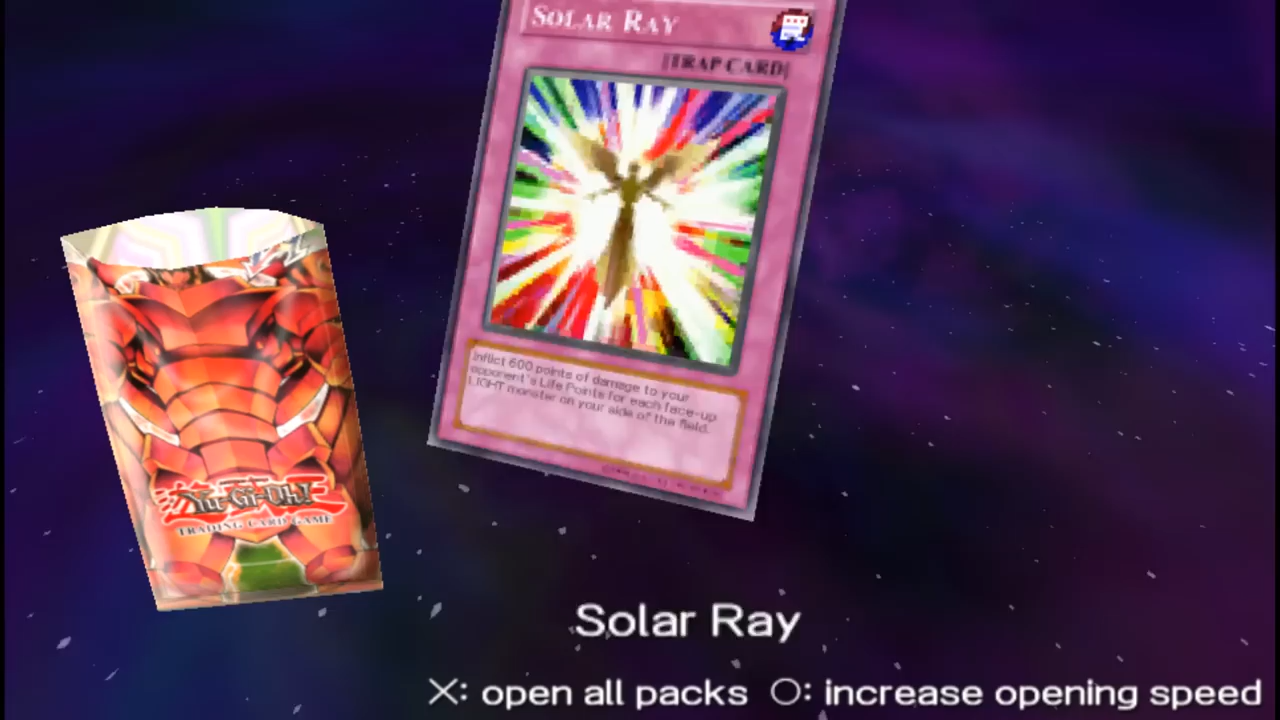 SOLAR RAY
[TRAP CARD]
Inflict 600 points of damage to your
opponent's Life Points for each face-up
LIGHT monster on your side of the field.
Yu-Gi-Oh!
TRADING CARD GAME
Solar Ray
X: open all packs O: increase opening speed